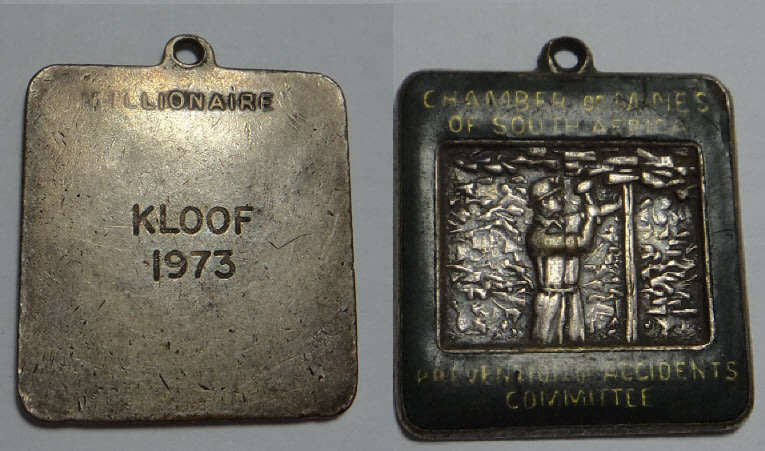 MILLIONAIRE
KLOOF
1973
CHAMBER OF MINES
OF SOUTH AFRICA
PREVENTION OF ACCIDENTS
COMMITTEE